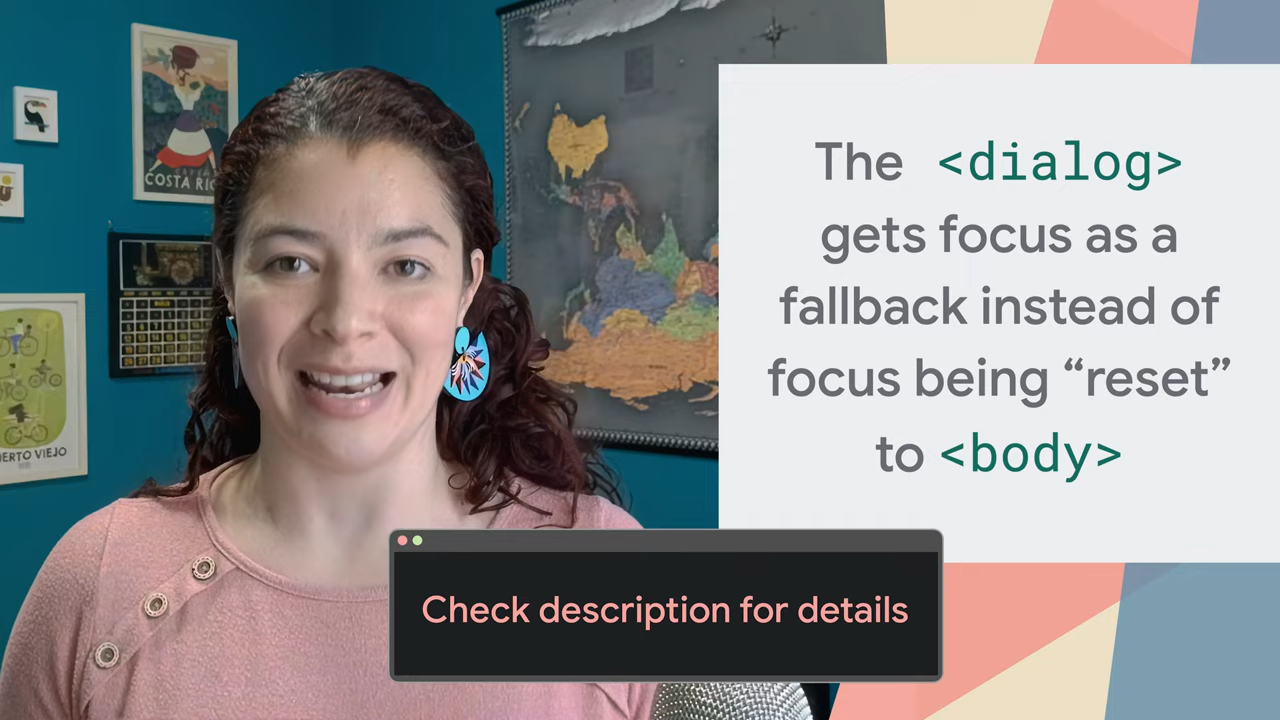 COSTA RIC
ERTO VIEJO
The <dialog>
gets focus as a
fallback instead of
focus being “reset”
to <body>
Check description for details